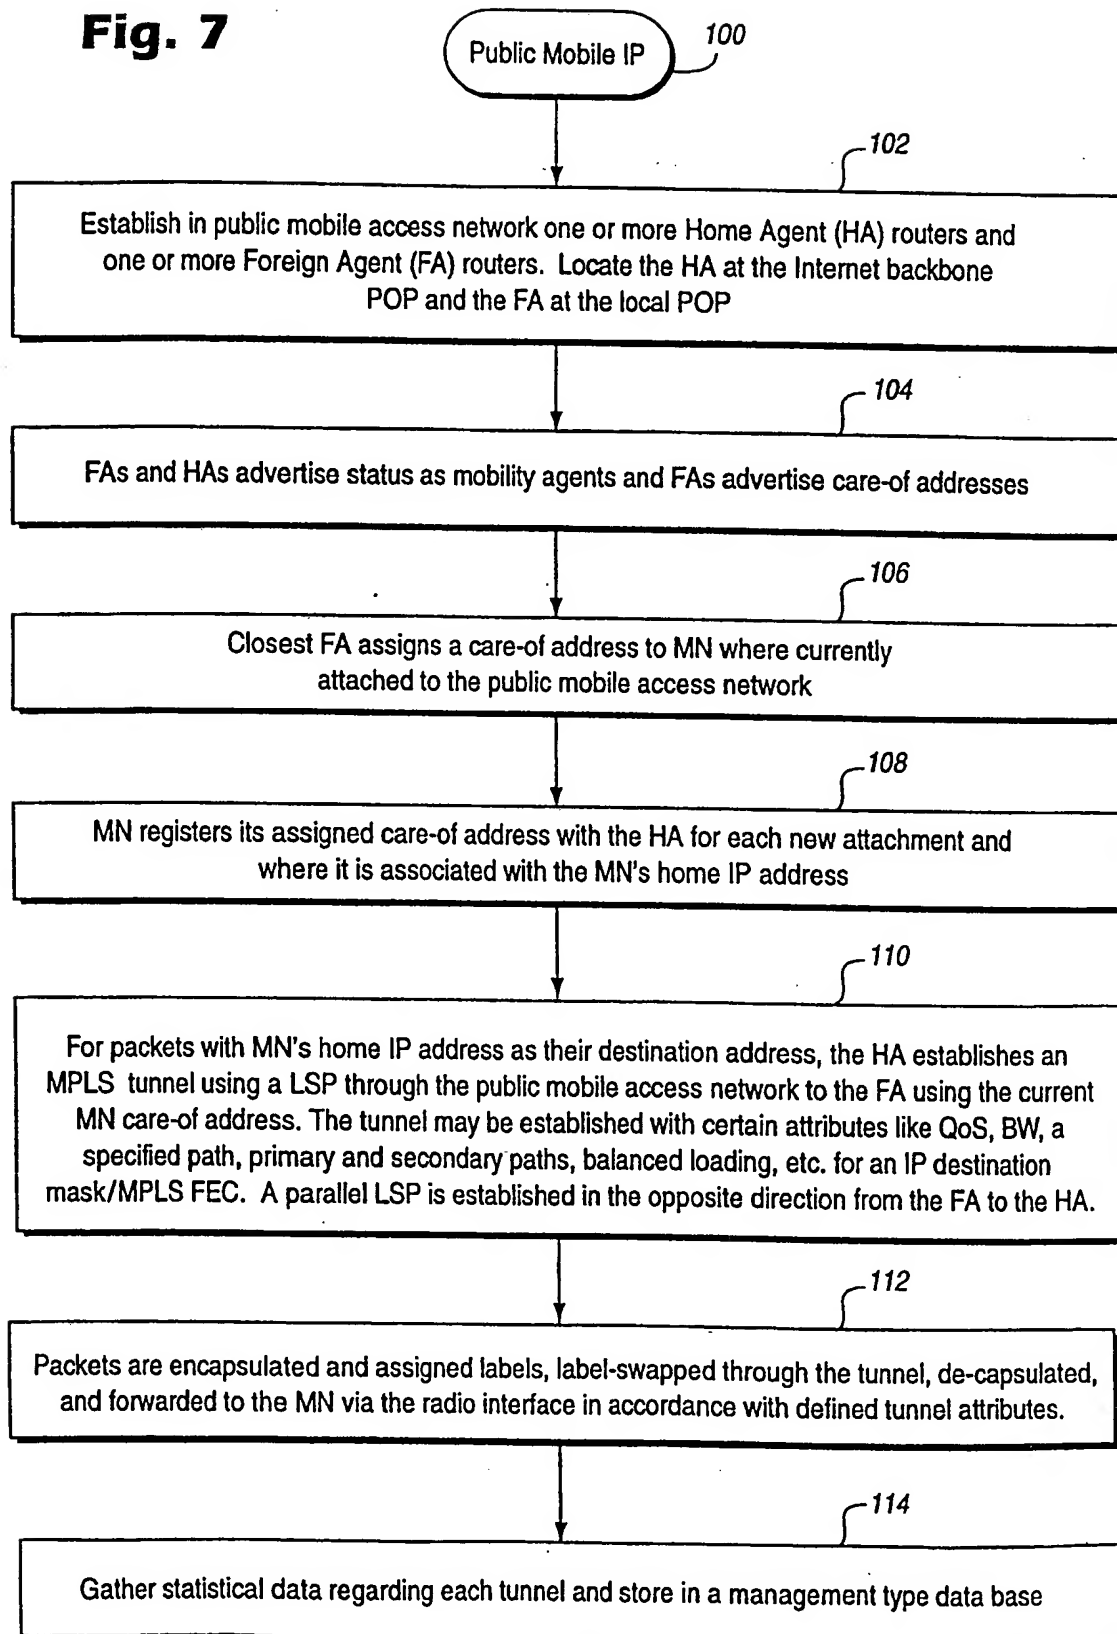 Fig. 7
Public Mobile IP
100
102
Establish in public mobile access network one or more Home Agent (HA) routers and
one or more Foreign Agent (FA) routers. Locate the HA at the Internet backbone
POP and the FA at the local POP
104
FAs and HAs advertise status as mobility agents and FAs advertise care-of addresses
106
Closest FA assigns a care-of address to MN where currently
attached to the public mobile access network
108
MN registers its assigned care-of address with the HA for each new attachment and
where it is associated with the MN's home IP address
110
For packets with MN's home IP address as their destination address, the HA establishes an
MPLS tunnel using a LSP through the public mobile access network to the FA using the current
MN care-of address. The tunnel may be established with certain attributes like QoS, BW, a
specified path, primary and secondary paths, balanced loading, etc. for an IP destination
mask/MPLS FEC. A parallel LSP is established in the opposite direction from the FA to the HA.
112
Packets are encapsulated and assigned labels, label-swapped through the tunnel, de-capsulated,
and forwarded to the MN via the radio interface in accordance with defined tunnel attributes.
114
Gather statistical data regarding each tunnel and store in a management type data base